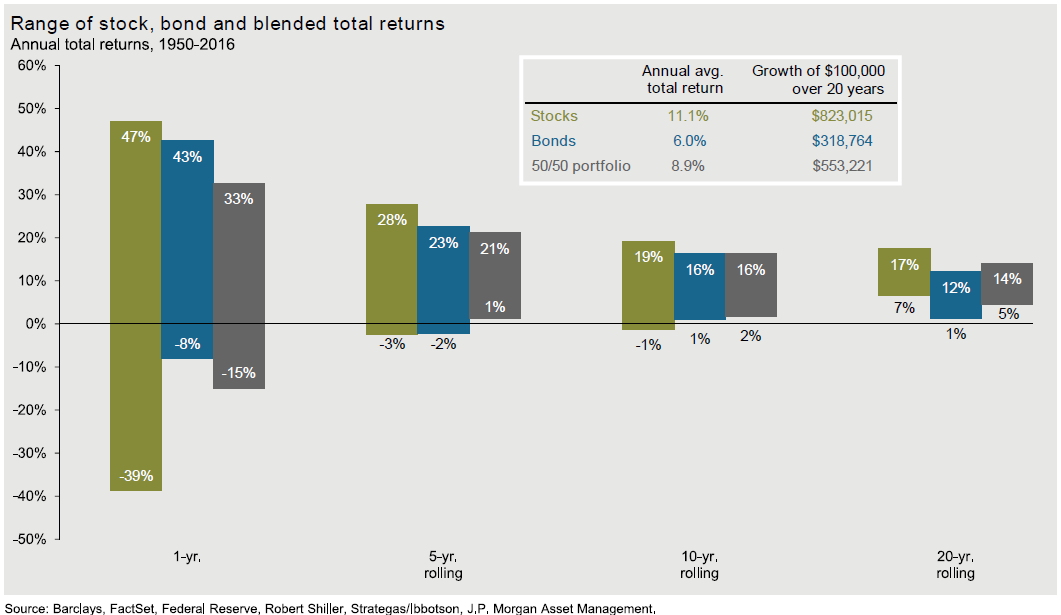 Range of stock, bond and blended total returns
Annual total returns, 1950-2016
60%
50%
40%
30%
20%
10%
0%
-10%
-20%
-30%
-40%
-50%
Annual avg. total return
Growth of $100,000 over 20 years
Stocks 11.1% $823,015
Bonds 6.0% $318,764
50/50 portfolio 8.9% $553,221
47% 43% 33%
-39% -8% -15%
28% 23% 21%
-3% -2% 1%
19% 16% 16%
-1% 1% 2%
17% 12% 14%
7% 1% 5%
1-yr.
5-yr. rolling
10-yr. rolling
20-yr. rolling
Source: Barclays, FactSet, Federal Reserve, Robert Shiller, Strategas/Ibbotson, J.P. Morgan Asset Management.